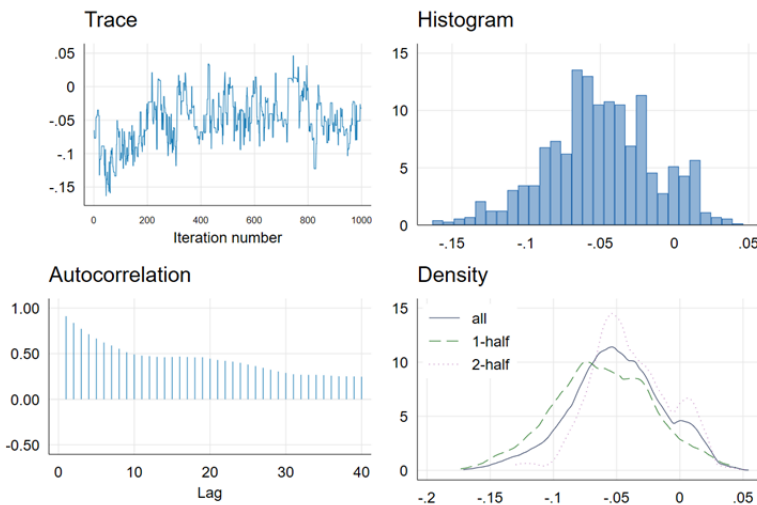 Trace
.05
0
-.05
-.1
-.15
0 200 400 600 800 1000
Iteration number
Histogram
15
10
5
0
-.15 -.1 -.05 0 .05
Autocorrelation
1.00
0.50
0.00
-0.50
0 10 20 30 40
Lag
Density
15
10
5
0
all
1-half
2-half
-.2 -.15 -.1 -.05 0 .05